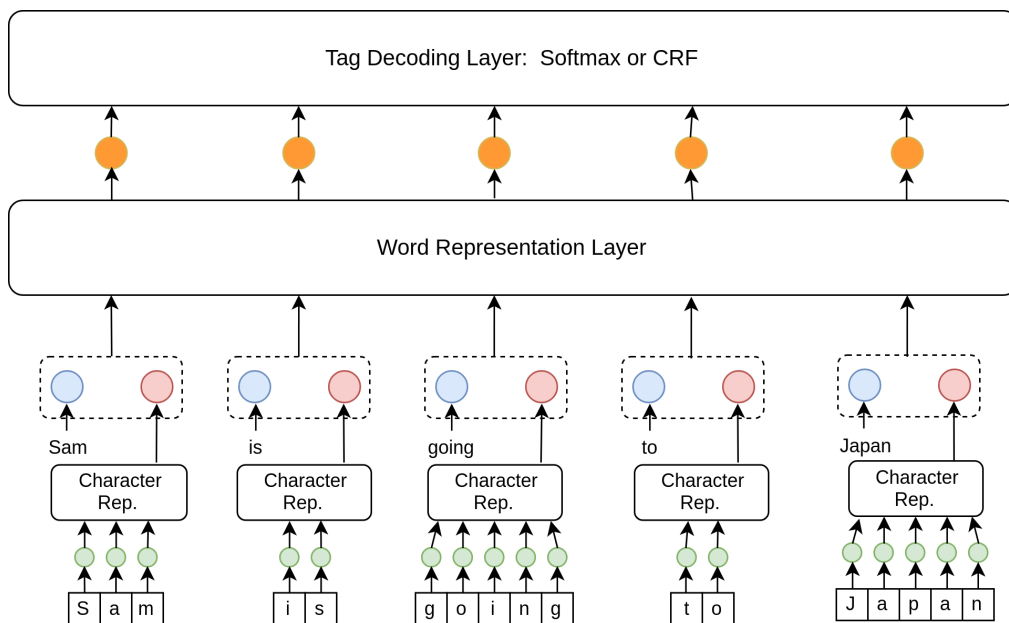 Tag Decoding Layer: Softmax or CRF
Word Representation Layer
Sam
is
going
to
Japan
Character
Rep.
Character
Rep.
Character
Rep.
Character
Rep.
Character
Rep.
S a m
i s
g o i n g
t o
J a p a n